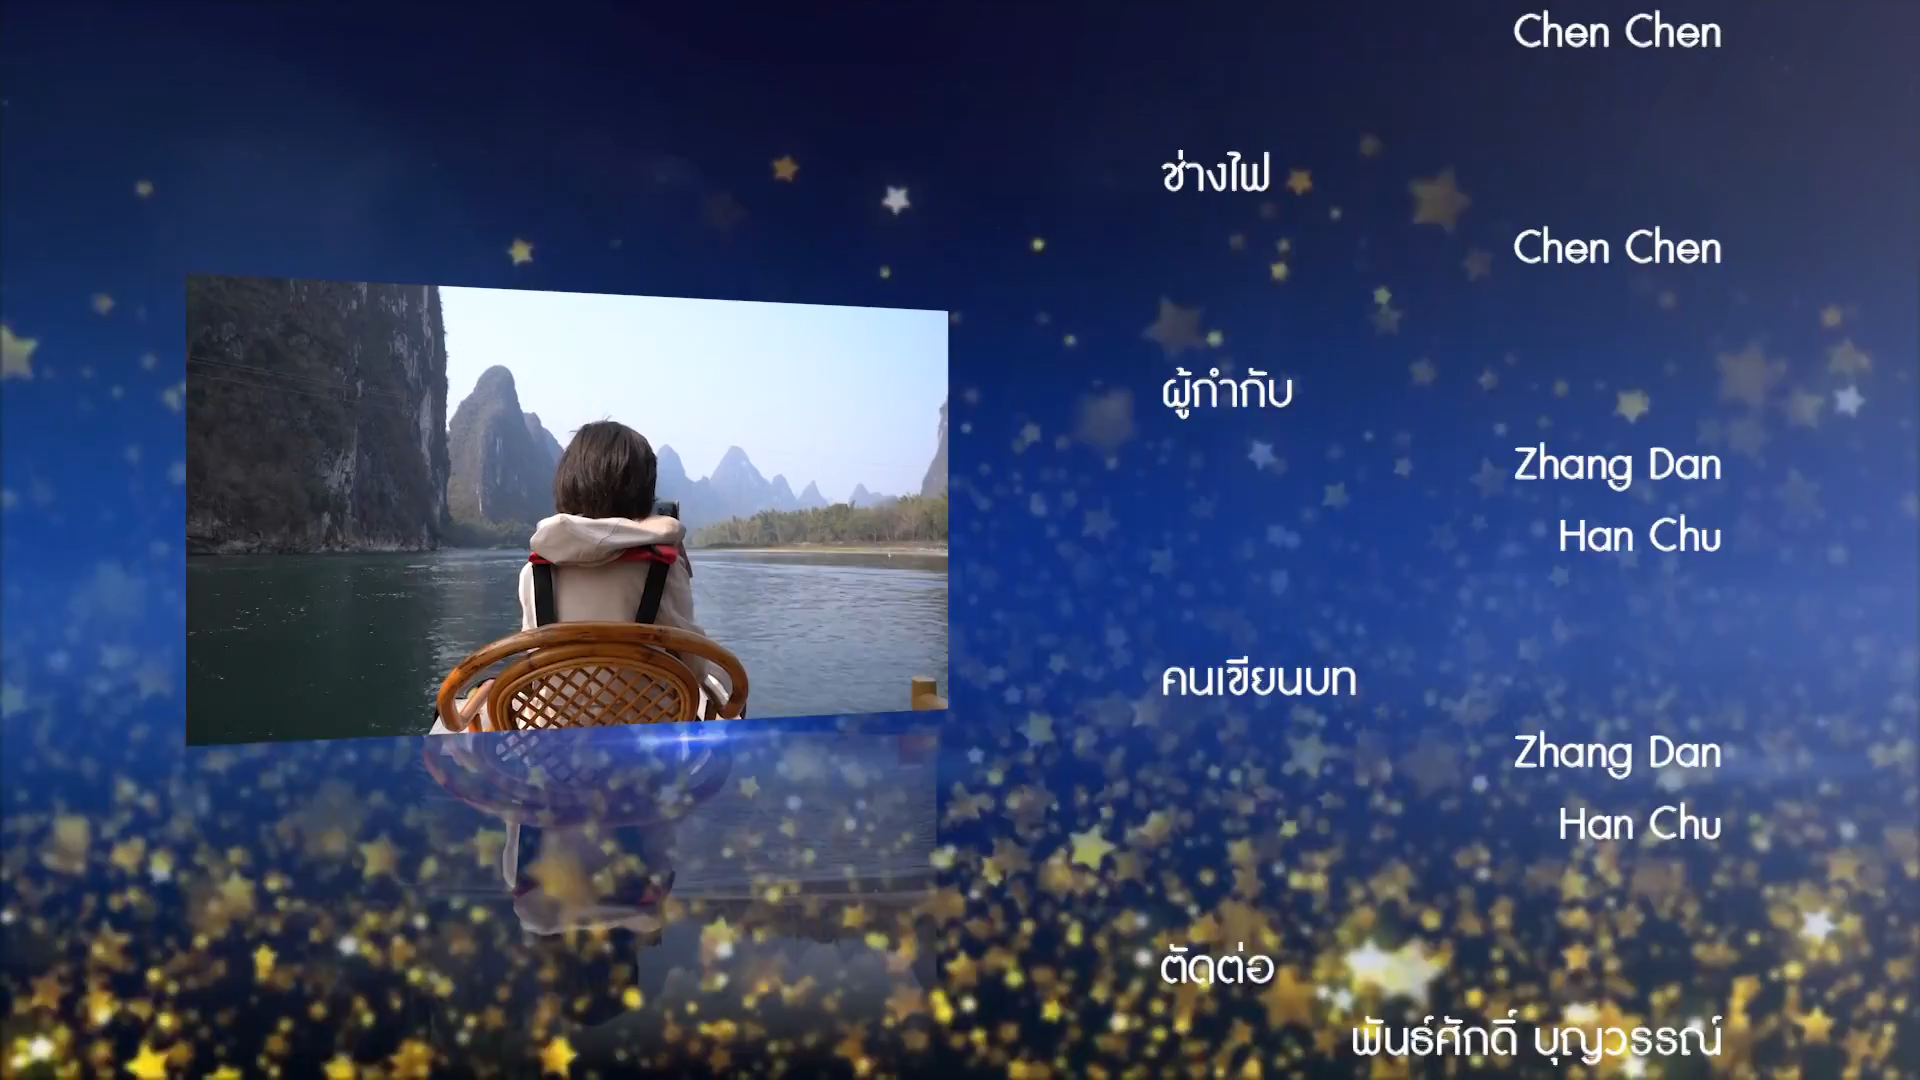 Chen Chen
ช่างไฟ
Chen Chen
ผู้กำกับ
Zhang Dan
Han Chu
คนเขียนบท
Zhang Dan
Han Chu
ตัดต่อ
พันธ์ศักดิ์ บุญวรรณ์